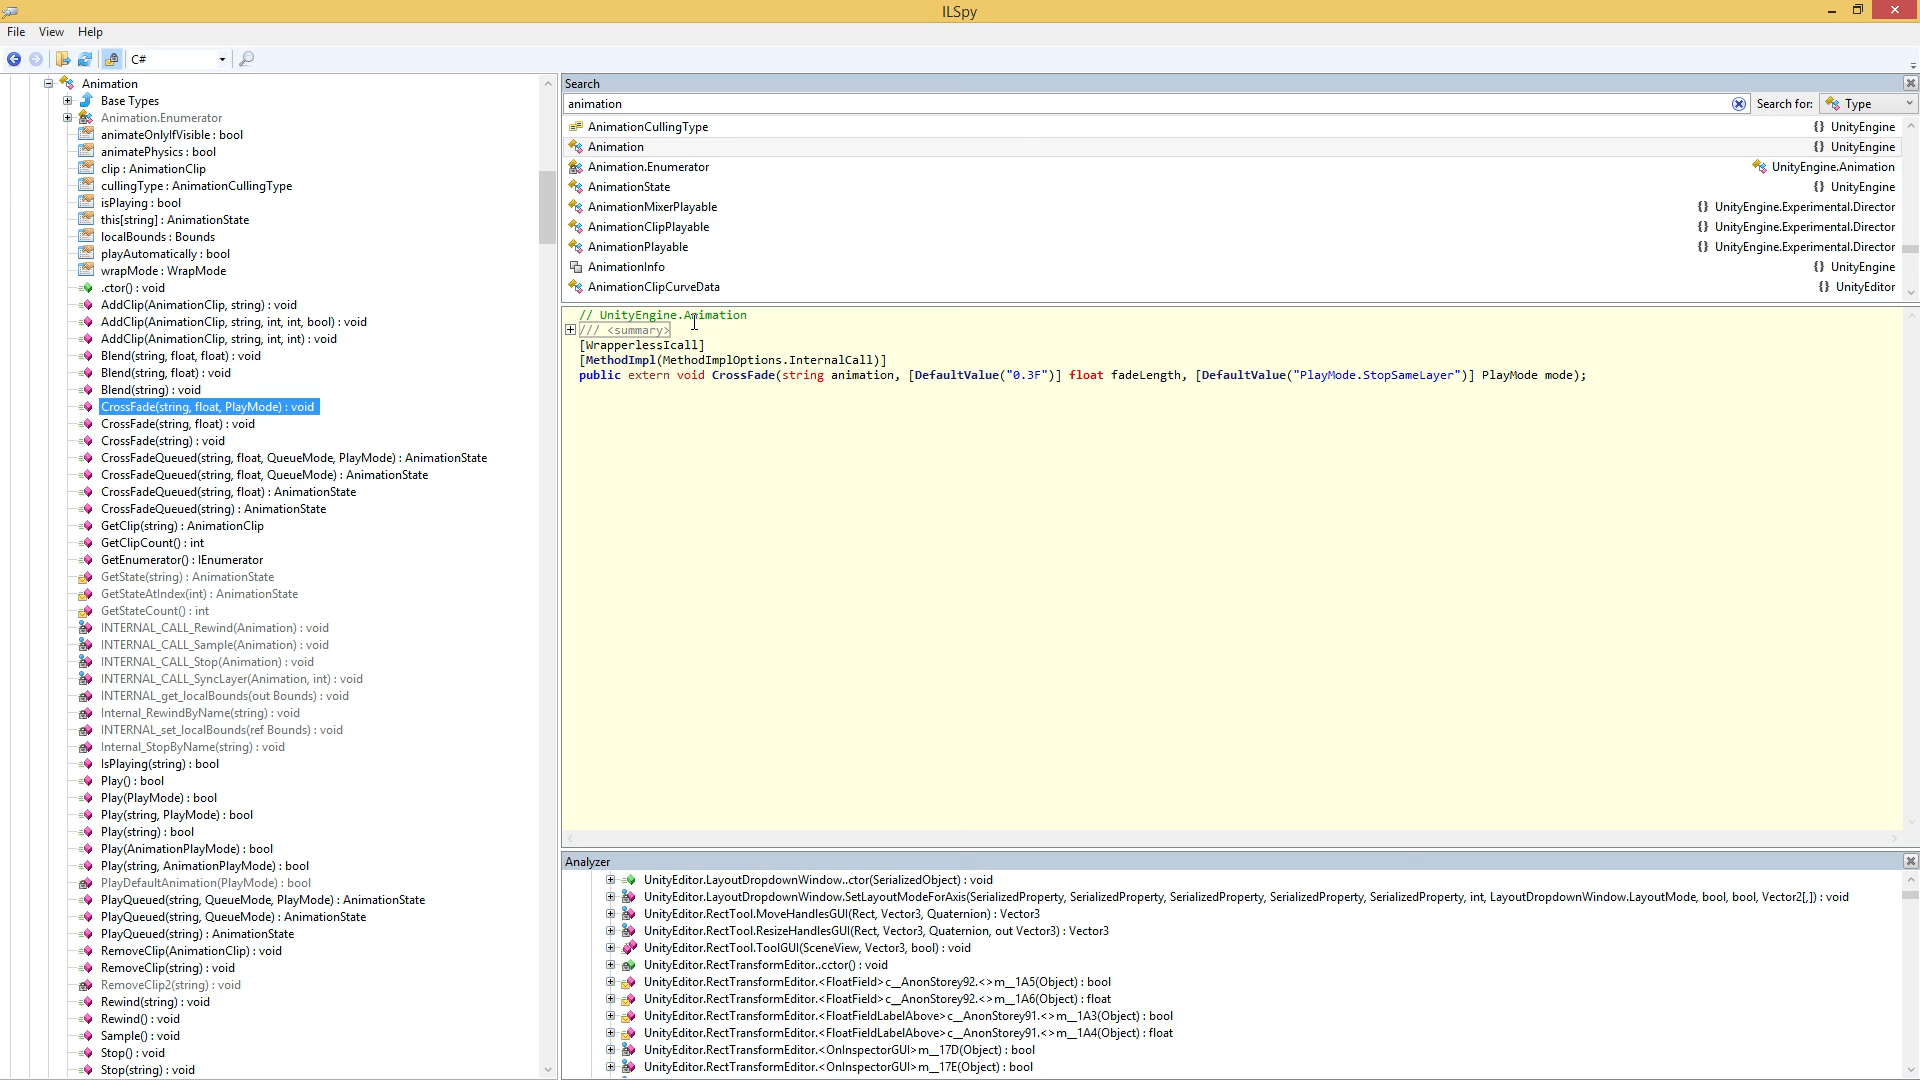 ILSpy
File View Help
C#
Animation
Base Types
Animation.Enumerator
animateOnlyIfVisible : bool
animatePhysics : bool
clip : AnimationClip
cullingType : AnimationCullingType
isPlaying : bool
this[string] : AnimationState
localBounds : Bounds
playAutomatically : bool
wrapMode : WrapMode
.ctor() : void
AddClip(AnimationClip, string) : void
AddClip(AnimationClip, string, int, int, bool) : void
AddClip(AnimationClip, string, int, int) : void
Blend(string, float, float) : void
Blend(string, float) : void
Blend(string) : void
CrossFade(string, float, PlayMode) : void
CrossFade(string, float) : void
CrossFade(string) : void
CrossFadeQueued(string, float, QueueMode, PlayMode) : AnimationState
CrossFadeQueued(string, float, QueueMode) : AnimationState
CrossFadeQueued(string, float) : AnimationState
CrossFadeQueued(string) : AnimationState
GetClip(string) : AnimationClip
GetClipCount() : int
GetEnumerator() : IEnumerator
GetState(string) : AnimationState
GetStateAtIndex(int) : AnimationState
GetStateCount() : int
INTERNAL_CALL_Rewind(Animation) : void
INTERNAL_CALL_Sample(Animation) : void
INTERNAL_CALL_Stop(Animation) : void
INTERNAL_CALL_SyncLayer(Animation, int) : void
INTERNAL_get_localBounds(out Bounds) : void
Internal_RewindByName(string) : void
INTERNAL_set_localBounds(ref Bounds) : void
Internal_StopByName(string) : void
IsPlaying(string) : bool
Play() : bool
Play(PlayMode) : bool
Play(string, PlayMode) : bool
Play(string) : bool
Play(AnimationPlayMode) : bool
Play(string, AnimationPlayMode) : bool
PlayDefaultAnimation(PlayMode) : bool
PlayQueued(string, QueueMode, PlayMode) : AnimationState
PlayQueued(string, QueueMode) : AnimationState
PlayQueued(string) : AnimationState
RemoveClip(AnimationClip) : void
RemoveClip(string) : void
RemoveClip2(string) : void
Rewind(string) : void
Rewind() : void
Sample() : void
Stop() : void
Stop(string) : void
Search
animation Search for: Type
AnimationCullingType {} UnityEngine
Animation {} UnityEngine
Animation.Enumerator UnityEngine.Animation
AnimationState {} UnityEngine
AnimationMixerPlayable {} UnityEngine.Experimental.Director
AnimationClipPlayable {} UnityEngine.Experimental.Director
AnimationPlayable {} UnityEngine.Experimental.Director
AnimationInfo {} UnityEngine
AnimationClipCurveData {} UnityEditor
// UnityEngine.Animation
/// <summary>
[WrapperlessIcall]
[MethodImpl(MethodImplOptions.InternalCall)]
public extern void CrossFade(string animation, [DefaultValue("0.3F")] float fadeLength, [DefaultValue("PlayMode.StopSameLayer")] PlayMode mode);
Analyzer
UnityEditor.LayoutDropdownWindow..ctor(SerializedObject) : void
UnityEditor.LayoutDropdownWindow.SetLayoutModeForAxis(SerializedProperty, SerializedProperty, SerializedProperty, SerializedProperty, SerializedProperty, int, LayoutDropdownWindow.LayoutMode, bool, bool, Vector2[,]) : void
UnityEditor.RectTool.MoveHandlesGUI(Rect, Vector3, Quaternion) : Vector3
UnityEditor.RectTool.ResizeHandlesGUI(Rect, Vector3, Quaternion, out Vector3) : Vector3
UnityEditor.RectTool.ToolGUI(SceneView, Vector3, bool) : void
UnityEditor.RectTransformEditor..cctor() : void
UnityEditor.RectTransformEditor.<FloatField>c__AnonStorey92.<>m__1A5(Object) : bool
UnityEditor.RectTransformEditor.<FloatField>c__AnonStorey92.<>m__1A6(Object) : float
UnityEditor.RectTransformEditor.<FloatFieldLabelAbove>c__AnonStorey91.<>m__1A3(Object) : bool
UnityEditor.RectTransformEditor.<FloatFieldLabelAbove>c__AnonStorey91.<>m__1A4(Object) : float
UnityEditor.RectTransformEditor.<OnInspectorGUI>m__17D(Object) : bool
UnityEditor.RectTransformEditor.<OnInspectorGUI>m__17E(Object) : bool